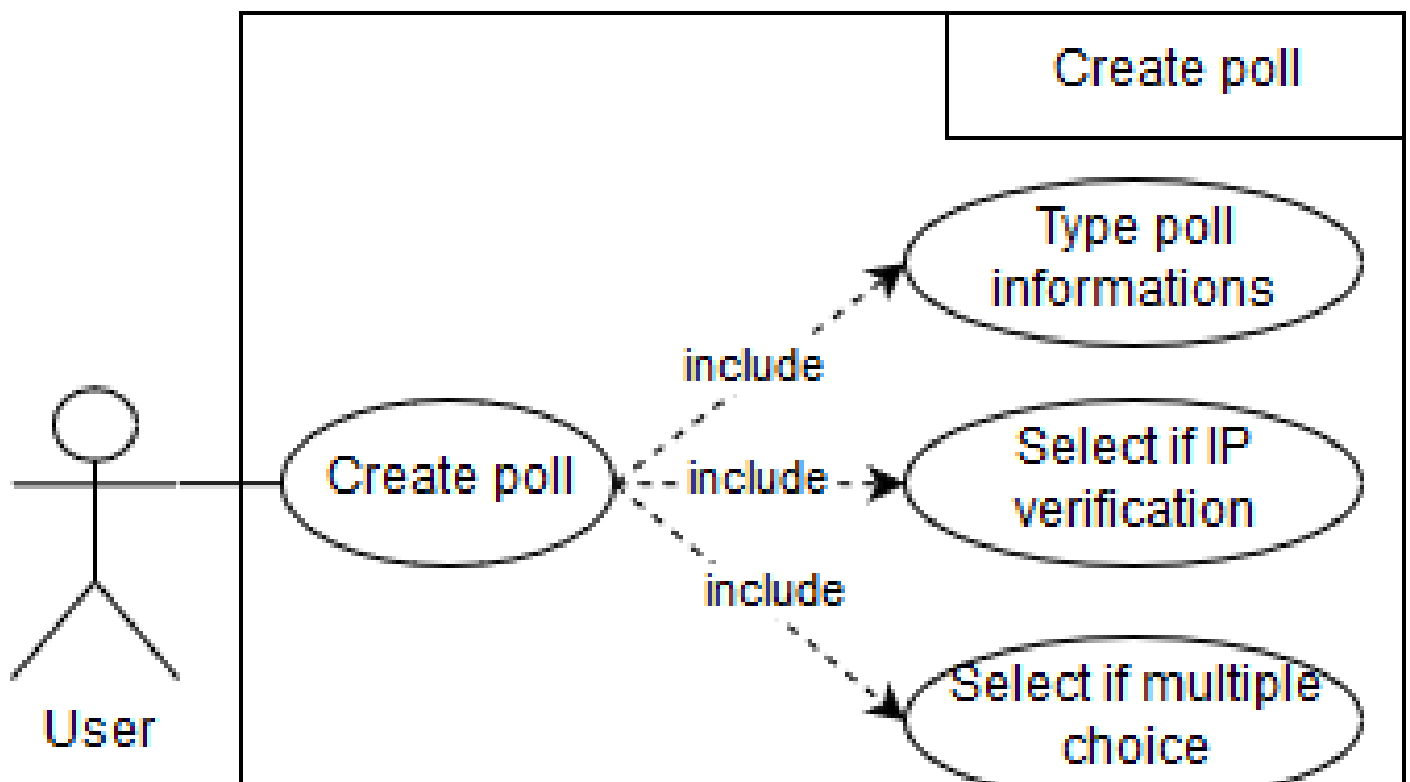 Create poll
Type poll
informations
include
Create poll
include
Select if IP
verification
include
Select if multiple
choice
User